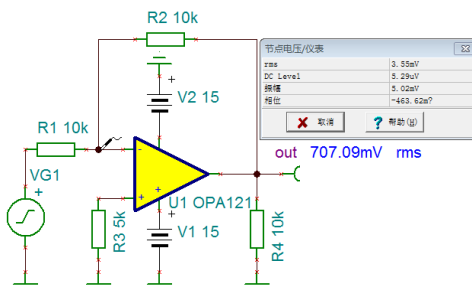 R2 10k
V2 15
R1 10k
VG1
U1 OPA121
R3 5k
V1 15
R4 10k
out 707.09mV rms
节点电压/仪表
rms 3.55mV
DC Level 5.29uV
振幅 5.02mV
相位 -463.62m?
取消 ? 帮助(H)